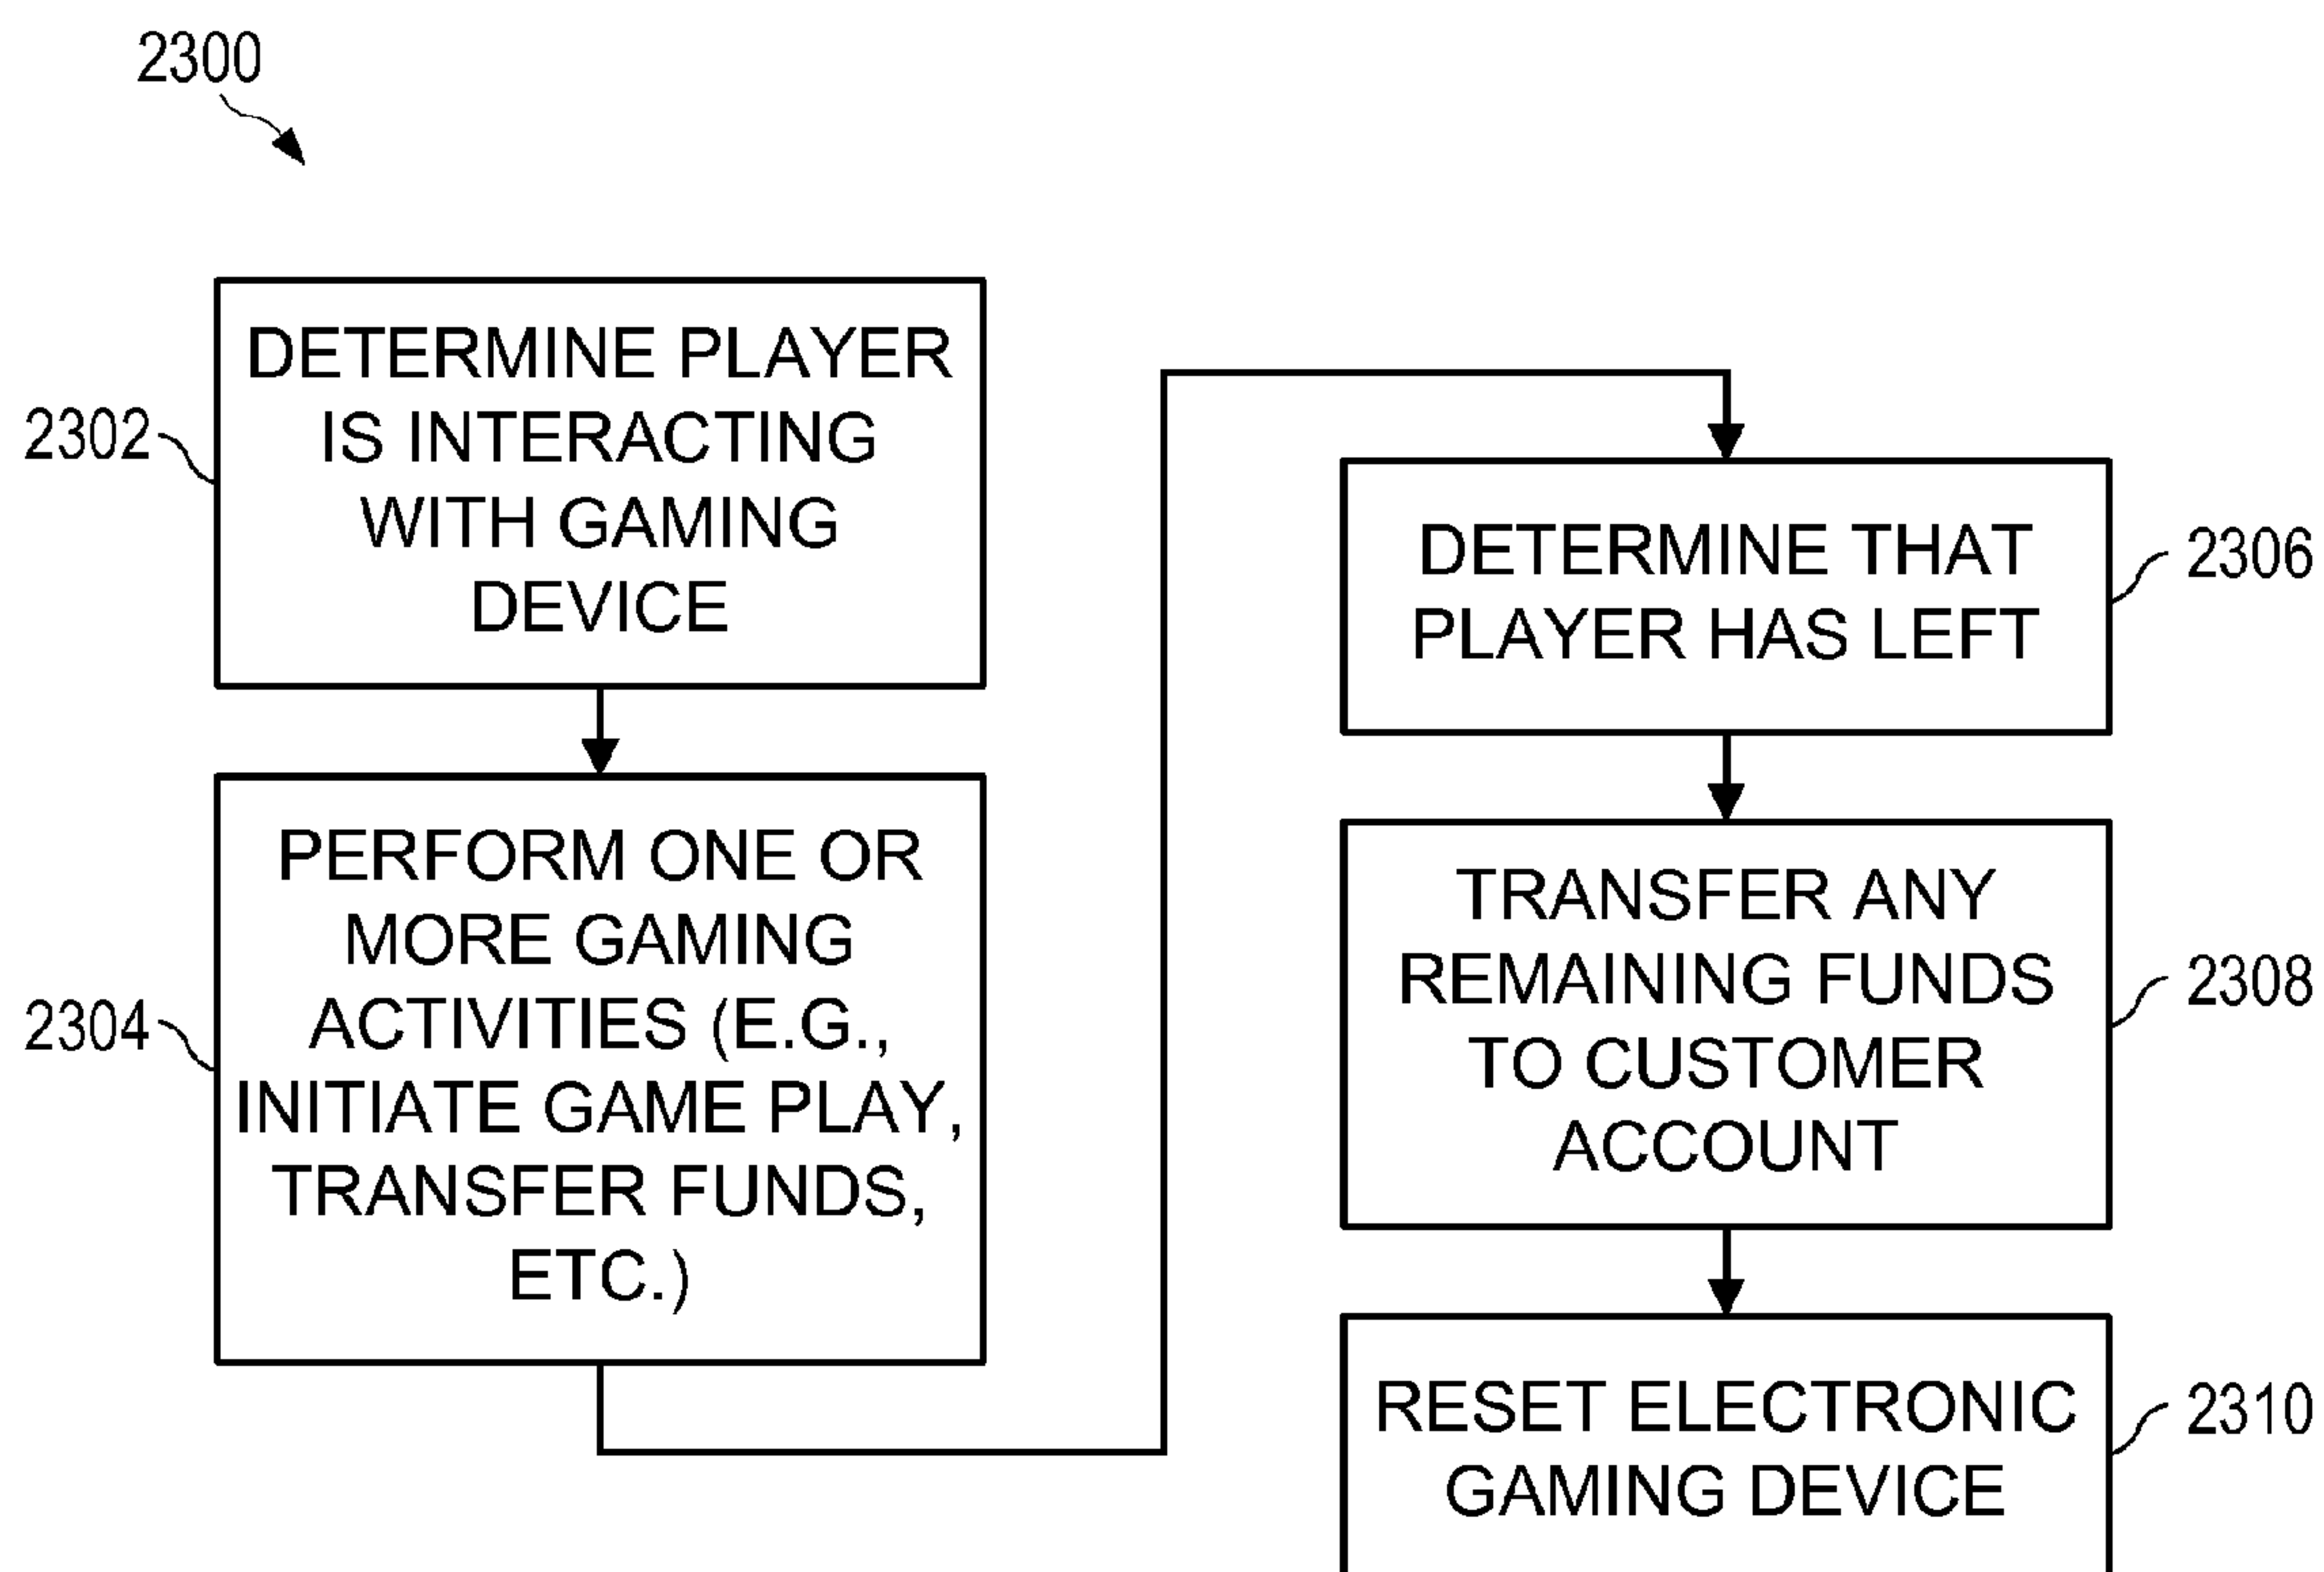 2300
2302
DETERMINE PLAYER
IS INTERACTING
WITH GAMING
DEVICE
2304
PERFORM ONE OR
MORE GAMING
ACTIVITIES (E.G.,
INITIATE GAME PLAY,
TRANSFER FUNDS,
ETC.)
DETERMINE THAT
PLAYER HAS LEFT
2306
TRANSFER ANY
REMAINING FUNDS
TO CUSTOMER
ACCOUNT
2308
RESET ELECTRONIC
GAMING DEVICE
2310